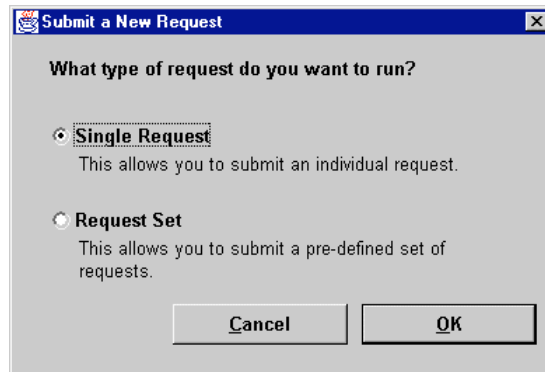 Submit a New Request
What type of request do you want to run?
Single Request
This allows you to submit an individual request.
Request Set
This allows you to submit a pre-defined set of
requests.
Cancel OK